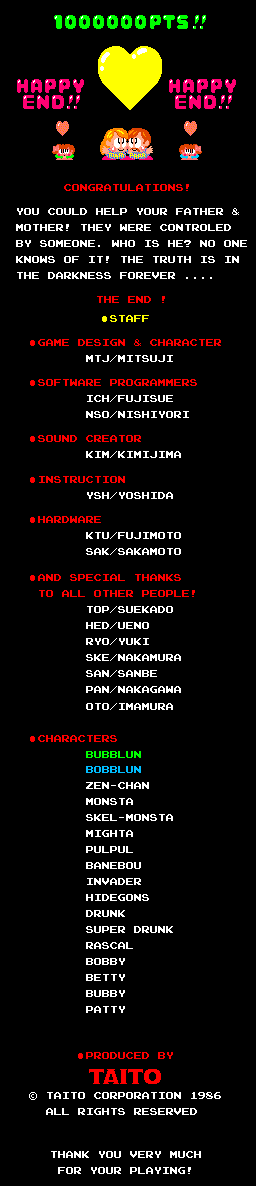 1000000PTS!!
HAPPY END!!
HAPPY END!!
CONGRATULATIONS!
YOU COULD HELP YOUR FATHER &
MOTHER! THEY WERE CONTROLED
BY SOMEONE. WHO IS HE? NO ONE
KNOWS OF IT! THE TRUTH IS IN
THE DARKNESS FOREVER ....
THE END !
●STAFF
●GAME DESIGN & CHARACTER
MTJ/MITSUJI
●SOFTWARE PROGRAMMERS
ICH/FUJISUE
NSO/NISHIYORI
●SOUND CREATOR
KIM/KIMIJIMA
●INSTRUCTION
YSH/YOSHIDA
●HARDWARE
KTU/FUJIMOTO
SAK/SAKAMOTO
●AND SPECIAL THANKS
TO ALL OTHER PEOPLE!
TOP/SUEKADO
HED/UENO
RYO/YUKI
SKE/NAKAMURA
SAN/SANBE
PAN/NAKAGAWA
OTO/IMAMURA
●CHARACTERS
BUBBLUN
BOBBLUN
ZEN-CHAN
MONSTA
SKEL-MONSTA
MIGHTA
PULPUL
BANEBOU
INVADER
HIDEGONS
DRUNK
SUPER DRUNK
RASCAL
BOBBY
BETTY
BUBBY
PATTY
●PRODUCED BY
TAITO
© TAITO CORPORATION 1986
ALL RIGHTS RESERVED
THANK YOU VERY MUCH
FOR YOUR PLAYING!